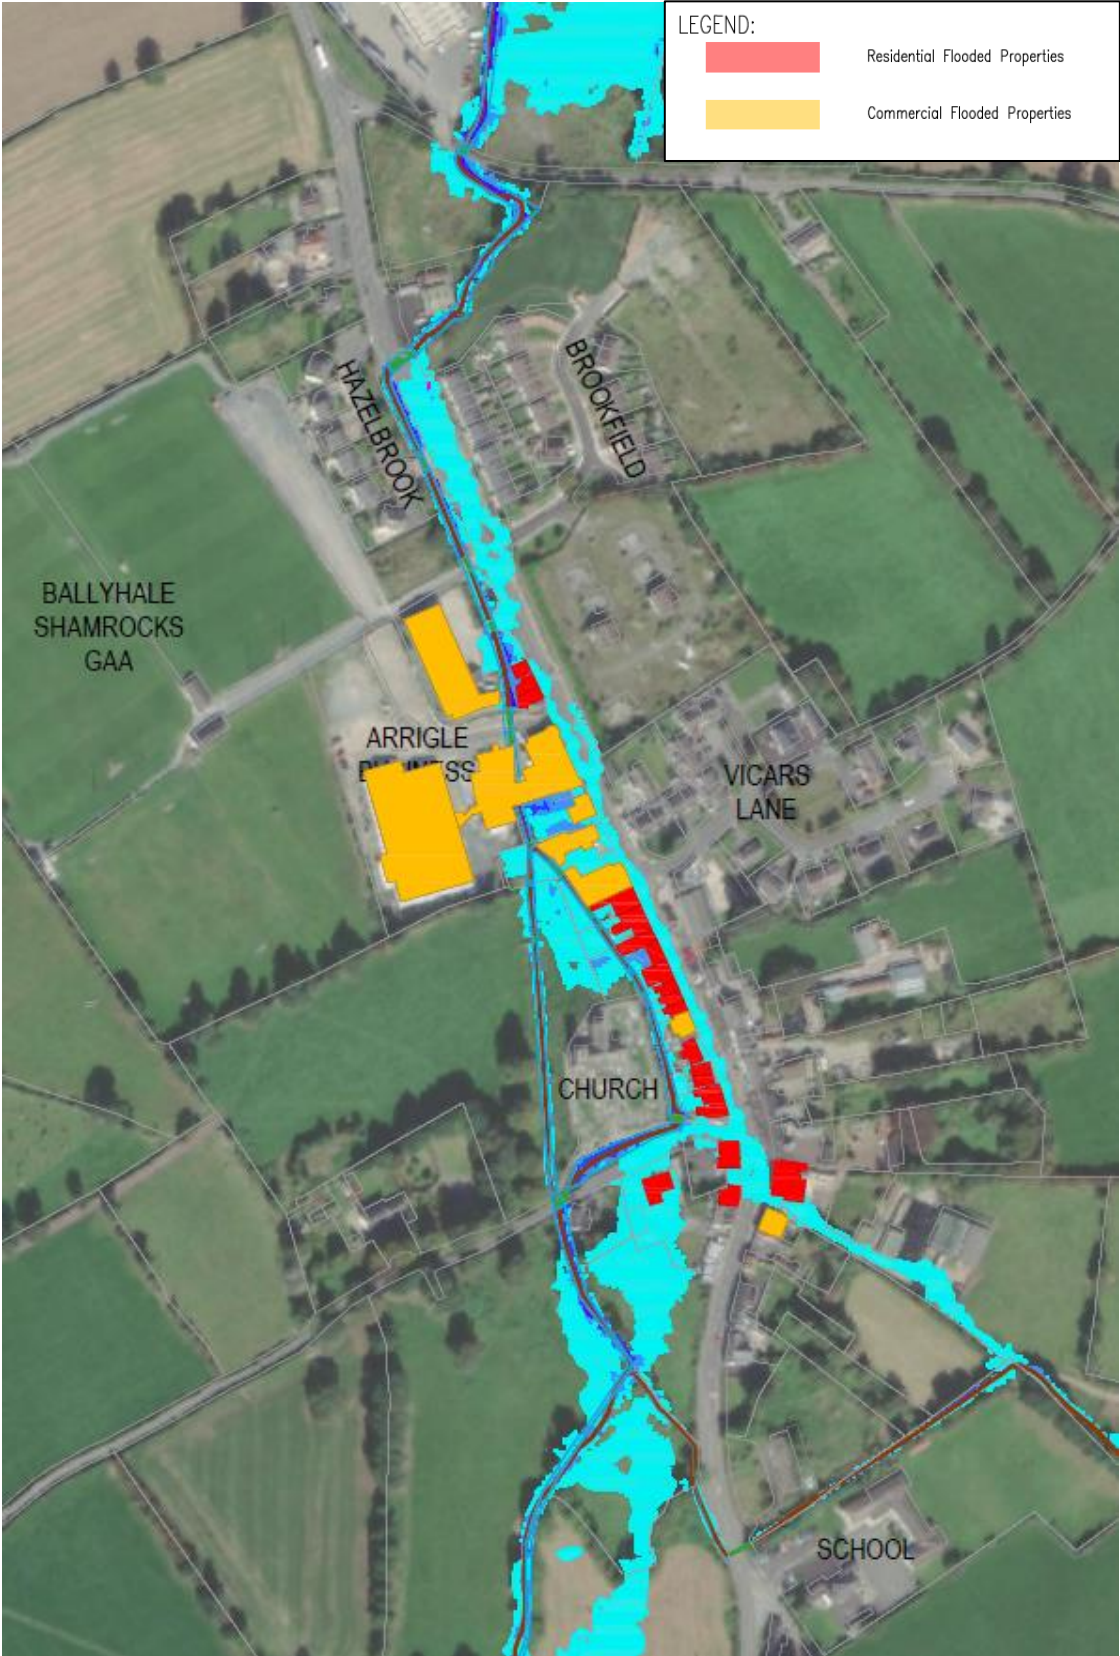 LEGEND:
Residential Flooded Properties
Commercial Flooded Properties
BROOKFIELD
HAZELBROOK
BALLYHALE
SHAMROCKS
GAA
ARRIGLE
VICARS
LANE
CHURCH
SCHOOL